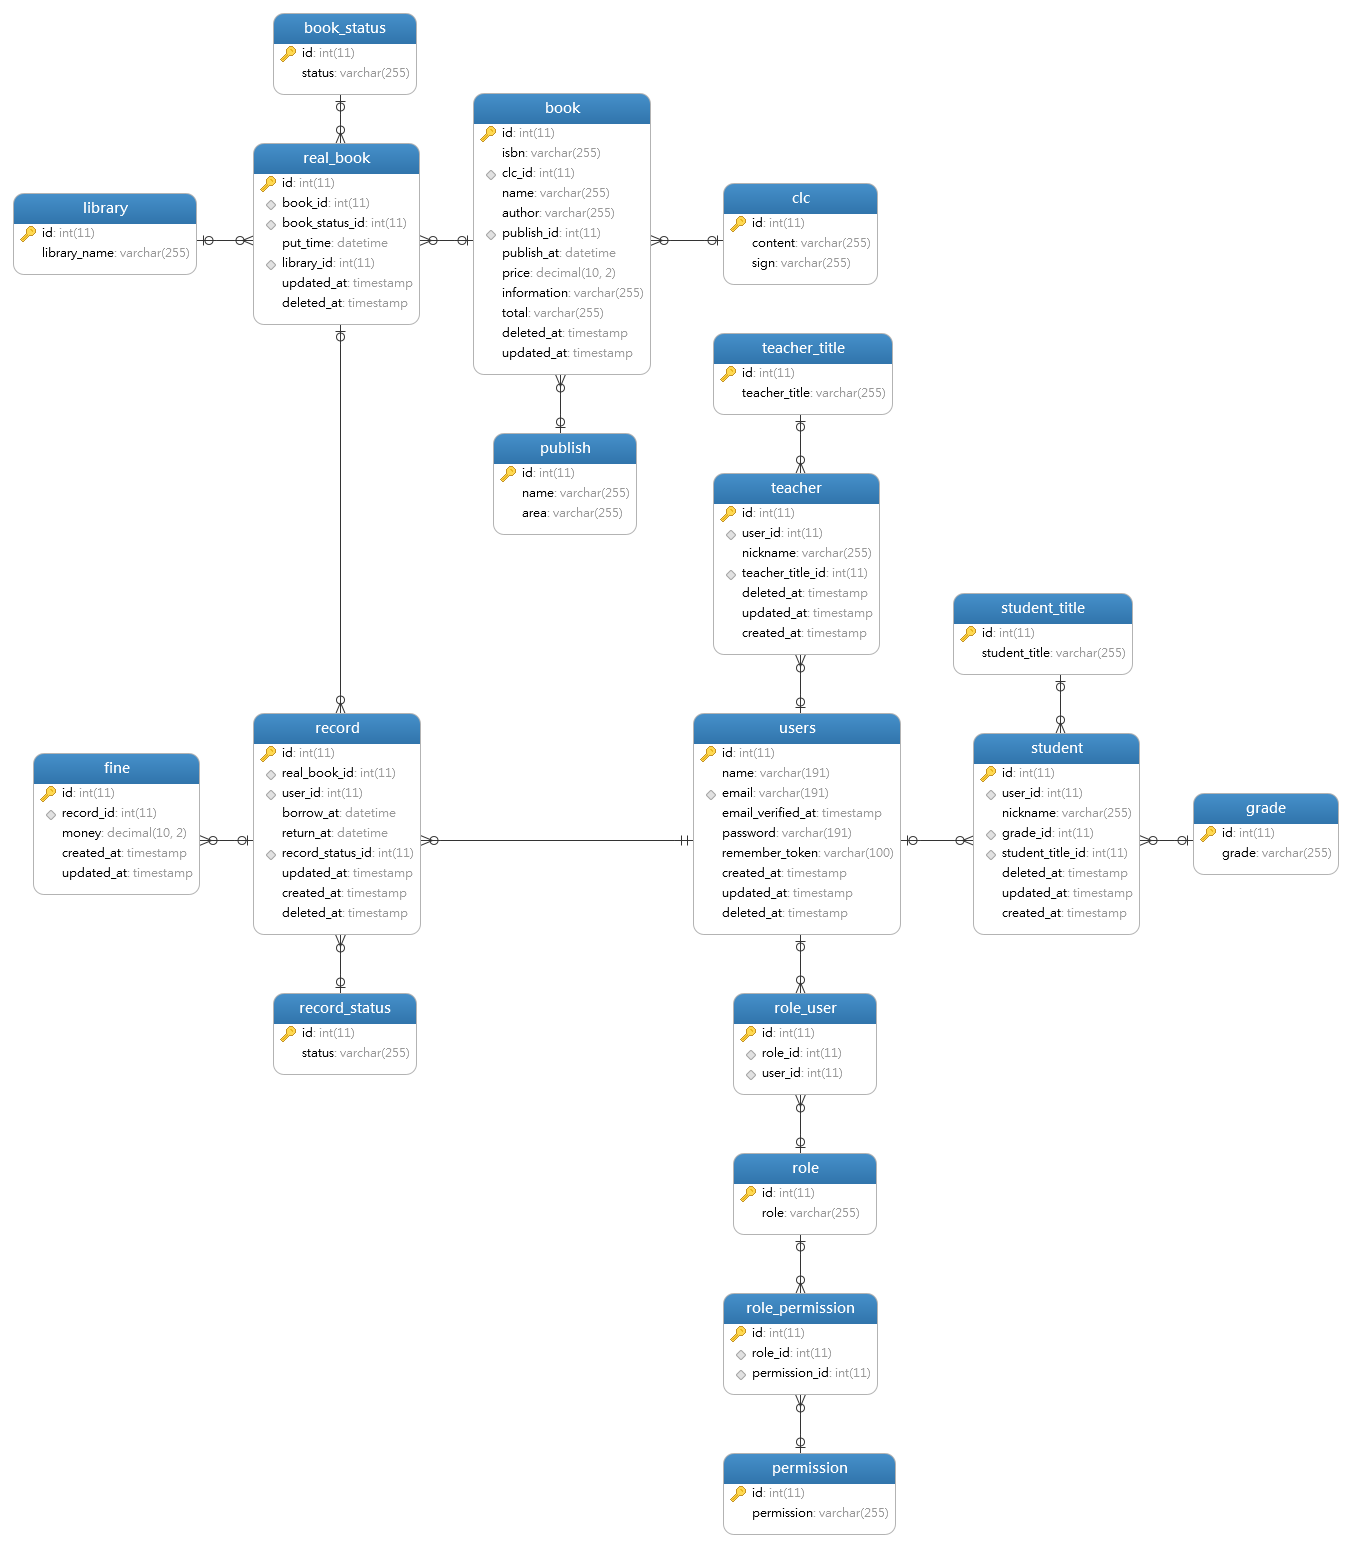 book_status
id: int(11)
status: varchar(255)
book
id: int(11)
isbn: varchar(255)
clc_id: int(11)
name: varchar(255)
author: varchar(255)
publish_id: int(11)
publish_at: datetime
price: decimal(10, 2)
information: varchar(255)
total: varchar(255)
deleted_at: timestamp
updated_at: timestamp
real_book
id: int(11)
book_id: int(11)
book_status_id: int(11)
put_time: datetime
library_id: int(11)
updated_at: timestamp
deleted_at: timestamp
library
id: int(11)
library_name: varchar(255)
clc
id: int(11)
content: varchar(255)
sign: varchar(255)
teacher_title
id: int(11)
teacher_title: varchar(255)
publish
id: int(11)
name: varchar(255)
area: varchar(255)
teacher
id: int(11)
user_id: int(11)
nickname: varchar(255)
teacher_title_id: int(11)
deleted_at: timestamp
updated_at: timestamp
created_at: timestamp
student_title
id: int(11)
student_title: varchar(255)
record
id: int(11)
real_book_id: int(11)
user_id: int(11)
borrow_at: datetime
return_at: datetime
record_status_id: int(11)
updated_at: timestamp
created_at: timestamp
deleted_at: timestamp
users
id: int(11)
name: varchar(191)
email: varchar(191)
email_verified_at: timestamp
password: varchar(191)
remember_token: varchar(100)
created_at: timestamp
updated_at: timestamp
deleted_at: timestamp
student
id: int(11)
user_id: int(11)
nickname: varchar(255)
grade_id: int(11)
student_title_id: int(11)
deleted_at: timestamp
updated_at: timestamp
created_at: timestamp
fine
id: int(11)
record_id: int(11)
money: decimal(10, 2)
created_at: timestamp
updated_at: timestamp
grade
id: int(11)
grade: varchar(255)
record_status
id: int(11)
status: varchar(255)
role_user
id: int(11)
role_id: int(11)
user_id: int(11)
role
id: int(11)
role: varchar(255)
role_permission
id: int(11)
role_id: int(11)
permission_id: int(11)
permission
id: int(11)
permission: varchar(255)